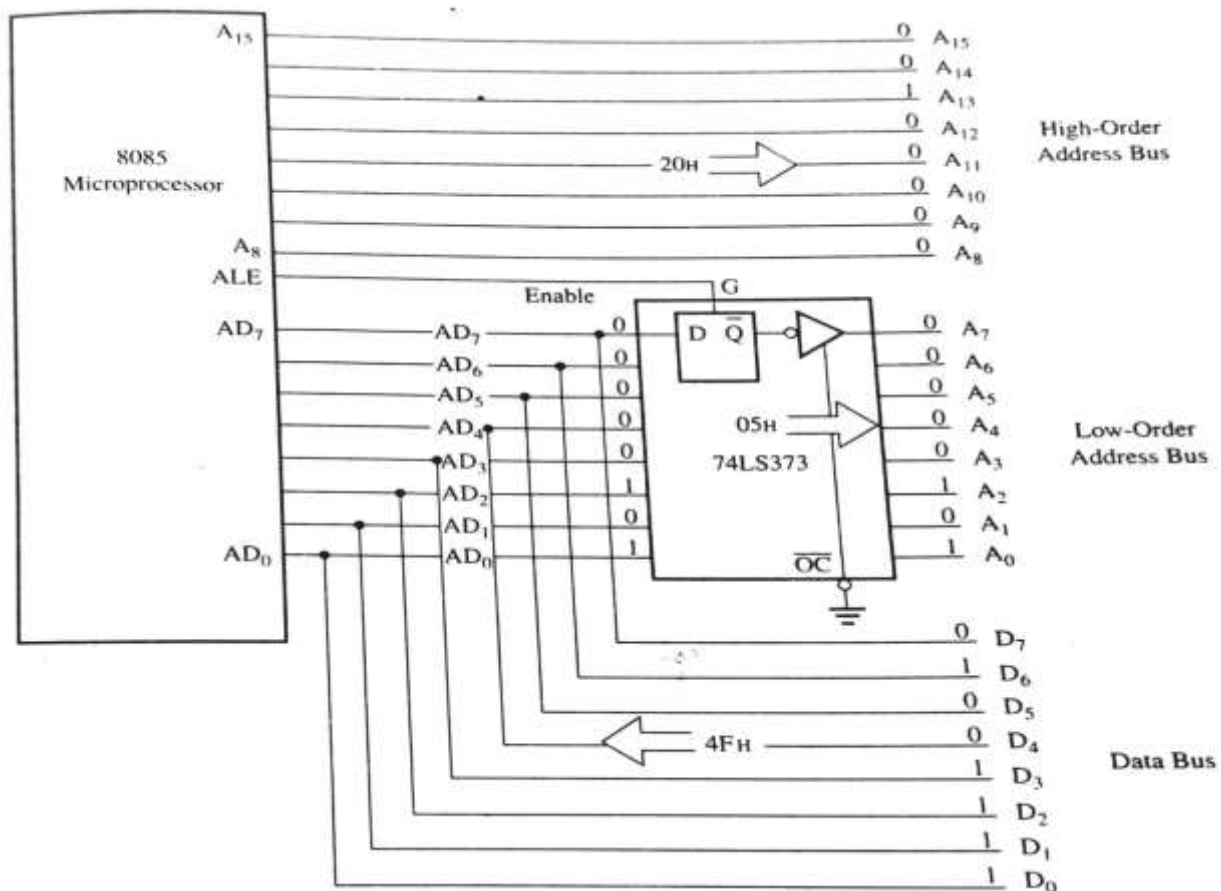 A15 0 A15
0 A14
1 A13
0 A12
8085
Microprocessor
High-Order
Address Bus
20H 0 A11
0 A10
0 A9
A8 0 A8
ALE
Enable G
AD7 AD7 0 D Q̅ 0 A7
AD6 0 0 A6
AD5 0 0 A5
AD4 0 05H 0 A4
Low-Order
Address Bus
AD3 0 74LS373 0 A3
AD2 1 1 A2
AD1 0 0 A1
AD0 AD0 1 O̅C̅ 1 A0
0 D7
1 D6
0 D5
4FH 0 D4
Data Bus
1 D3
1 D2
1 D1
1 D0